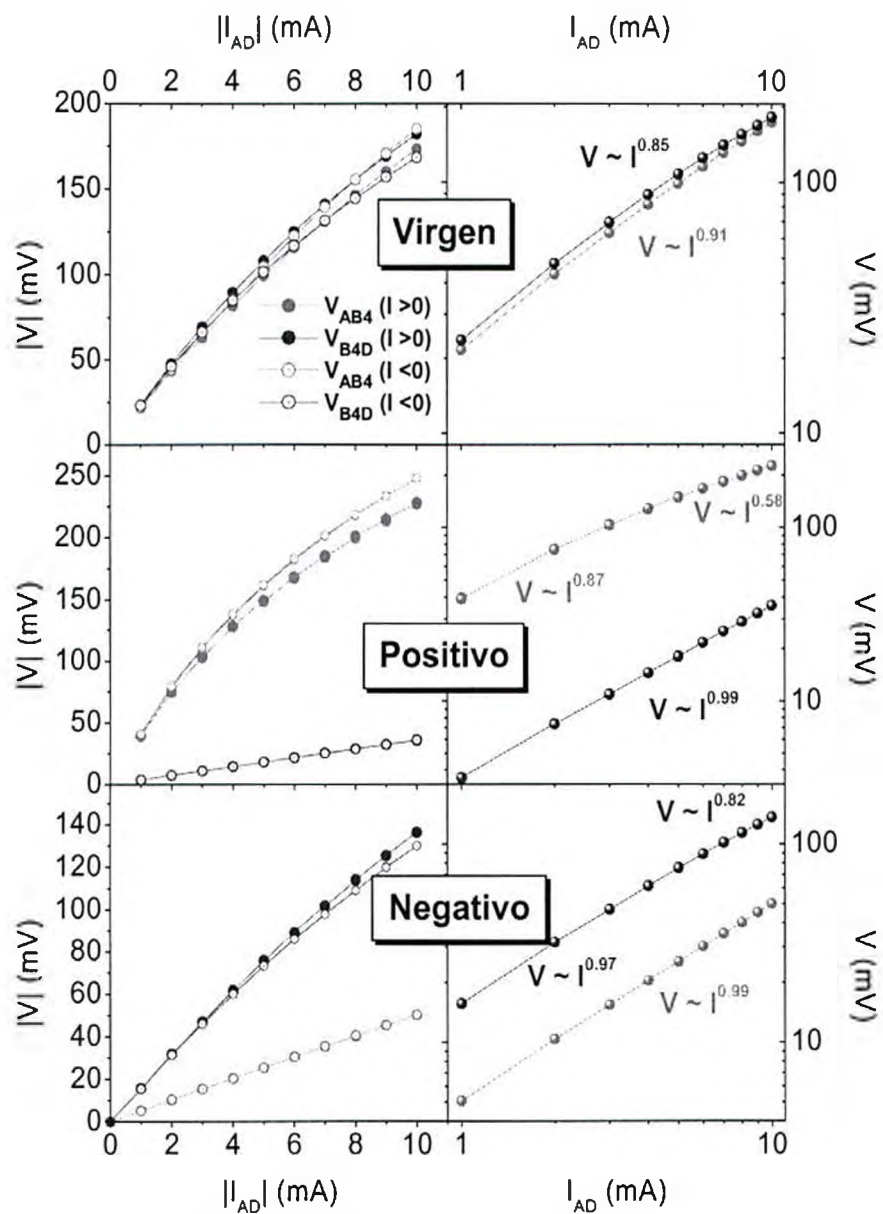 |I_AD| (mA)
I_AD (mA)
0 2 4 6 8 10
1 10
200
150
100
50
0
|V| (mV)
Virgen
V_AB4 (I >0)
V_B4D (I >0)
V_AB4 (I <0)
V_B4D (I <0)
V ~ I^0.85
V ~ I^0.91
100
10
V (mV)
250
200
150
100
50
0
|V| (mV)
Positivo
V ~ I^0.58
V ~ I^0.87
V ~ I^0.99
100
10
V (mV)
140
120
100
80
60
40
20
0
|V| (mV)
Negativo
V ~ I^0.82
V ~ I^0.97
V ~ I^0.99
100
10
V (mV)
0 2 4 6 8 10
1 10
|I_AD| (mA)
I_AD (mA)